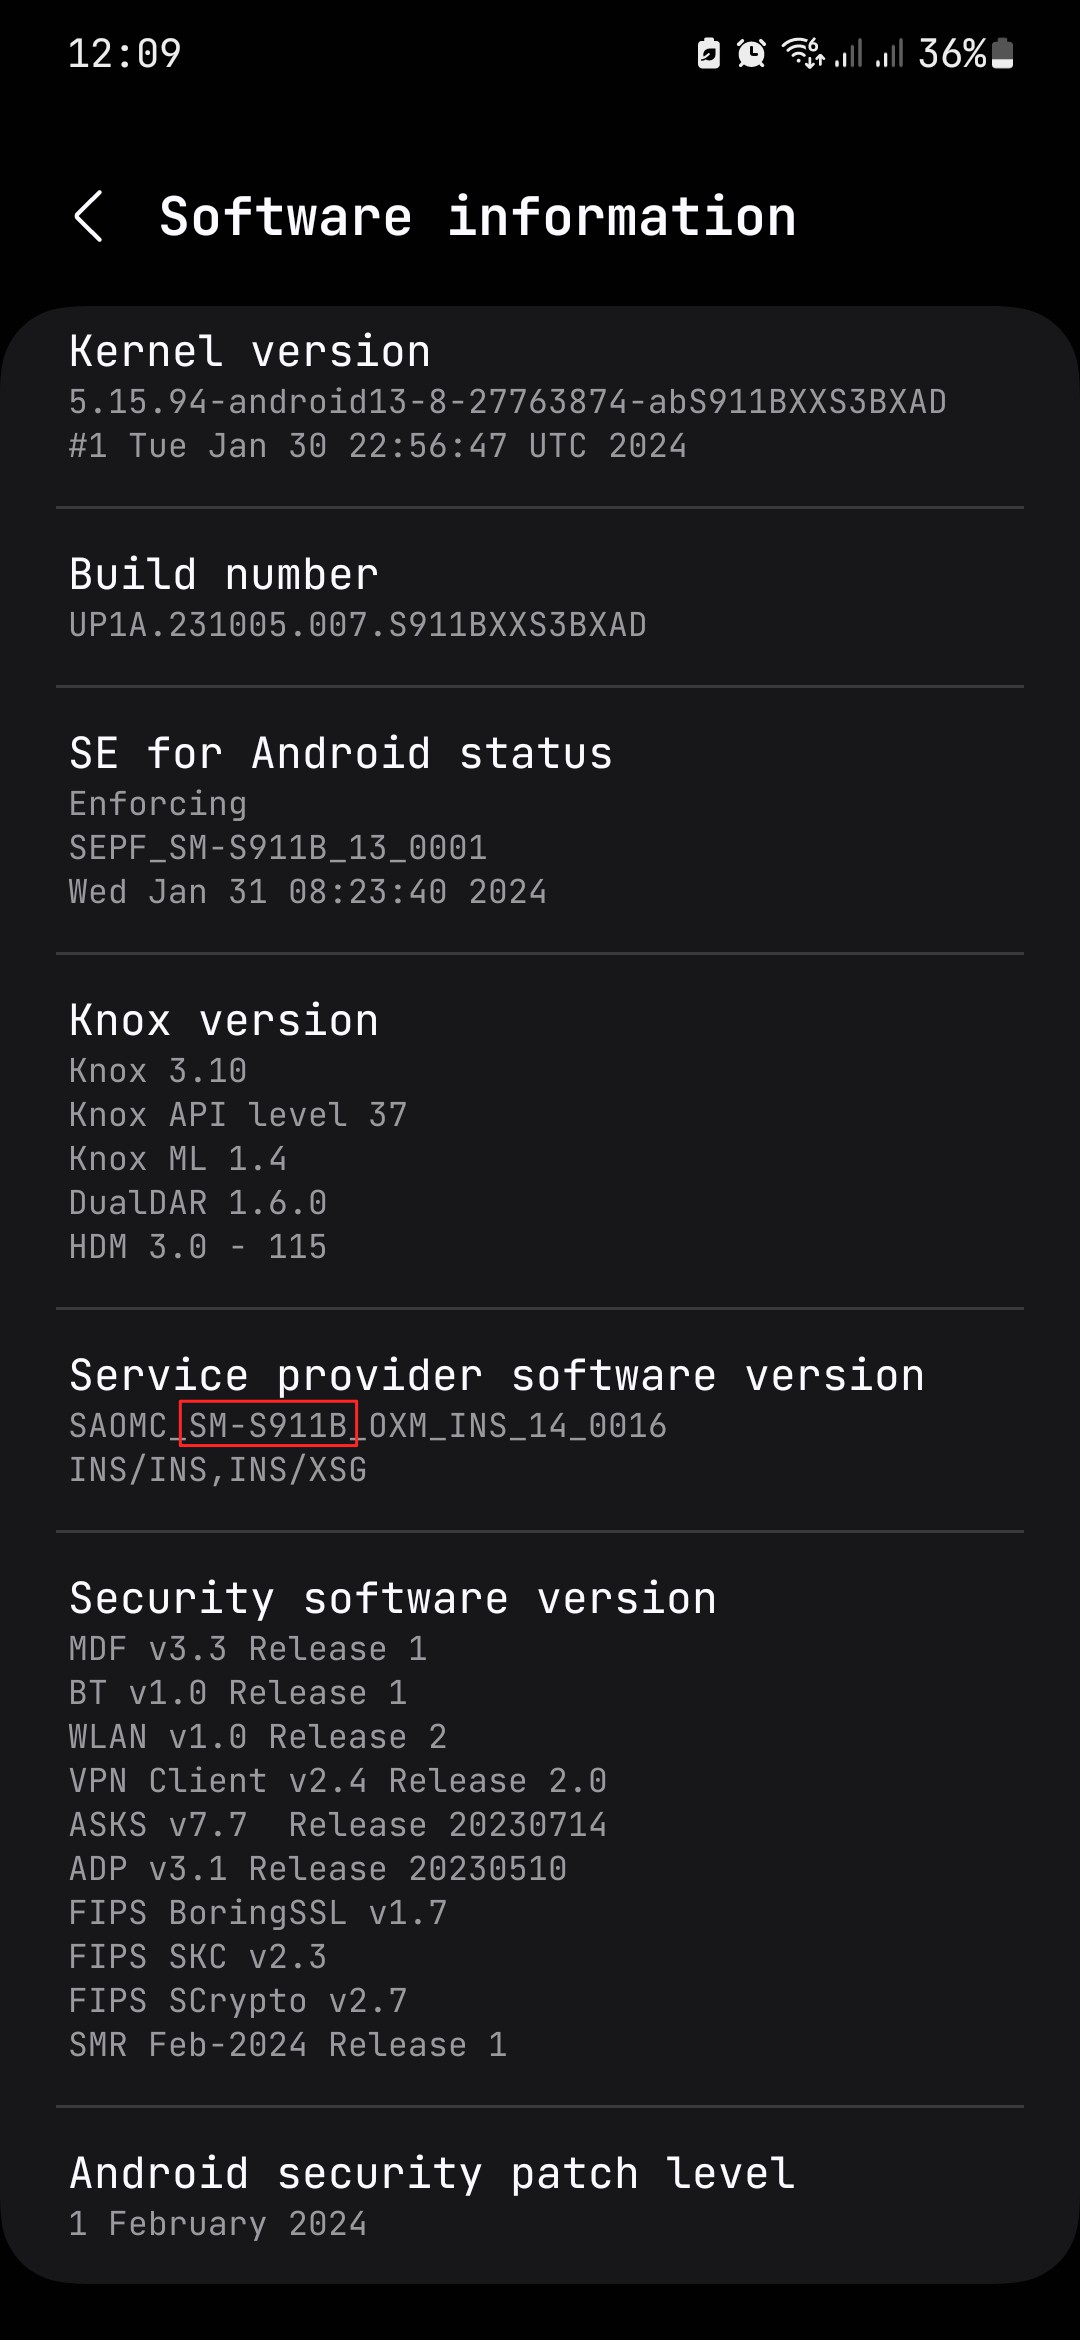 12:09
6 36%
Software information
Kernel version
5.15.94-android13-8-27763874-abS911BXXS3BXAD
#1 Tue Jan 30 22:56:47 UTC 2024
Build number
UP1A.231005.007.S911BXXS3BXAD
SE for Android status
Enforcing
SEPF_SM-S911B_13_0001
Wed Jan 31 08:23:40 2024
Knox version
Knox 3.10
Knox API level 37
Knox ML 1.4
DualDAR 1.6.0
HDM 3.0 - 115
Service provider software version
SAOMC_SM-S911B_OXM_INS_14_0016
INS/INS,INS/XSG
Security software version
MDF v3.3 Release 1
BT v1.0 Release 1
WLAN v1.0 Release 2
VPN Client v2.4 Release 2.0
ASKS v7.7  Release 20230714
ADP v3.1 Release 20230510
FIPS BoringSSL v1.7
FIPS SKC v2.3
FIPS SCrypto v2.7
SMR Feb-2024 Release 1
Android security patch level
1 February 2024